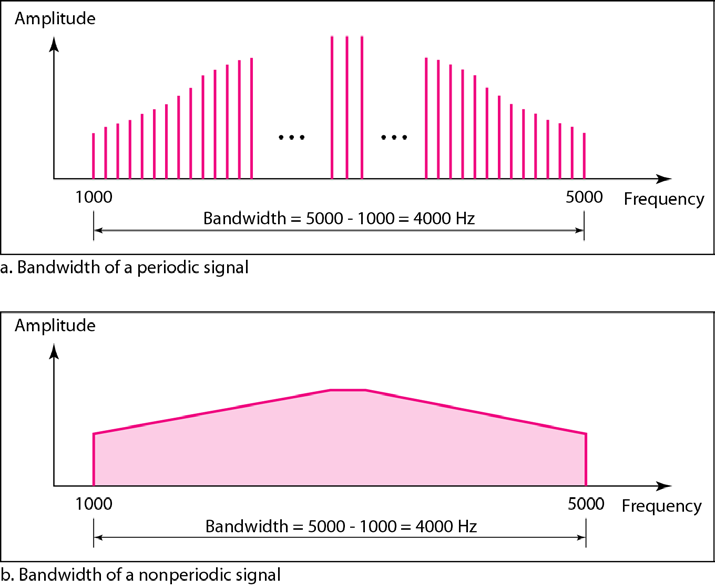 Amplitude
... ...
1000
5000
Frequency
Bandwidth = 5000 - 1000 = 4000 Hz
a. Bandwidth of a periodic signal
Amplitude
1000
5000
Frequency
Bandwidth = 5000 - 1000 = 4000 Hz
b. Bandwidth of a nonperiodic signal